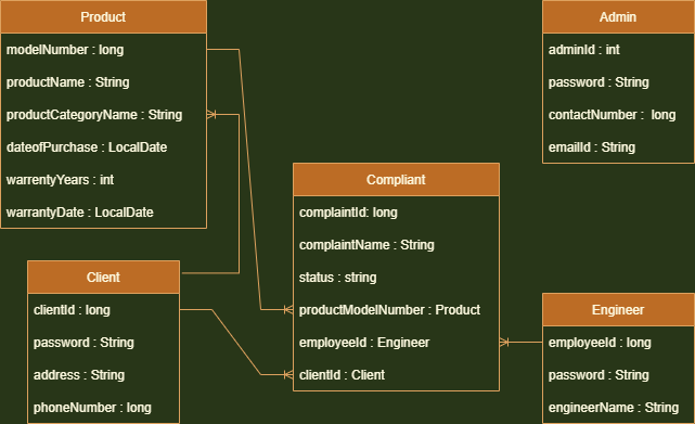 Product
modelNumber : long
productName : String
productCategoryName : String
dateofPurchase : LocalDate
warrentyYears : int
warrantyDate : LocalDate
Admin
adminId : int
password : String
contactNumber :  long
emailId : String
Client
clientId : long
password : String
address : String
phoneNumber : long
Compliant
complaintId: long
complaintName : String
status : string
productModelNumber : Product
employeeId : Engineer
clientId : Client
Engineer
employeeId : long
password : String
engineerName : String